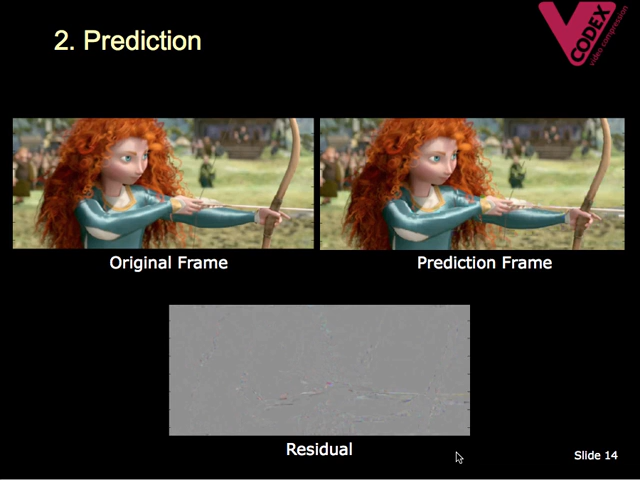 2. Prediction
VCODEX
video compression
Original Frame
Prediction Frame
Residual
Slide 14